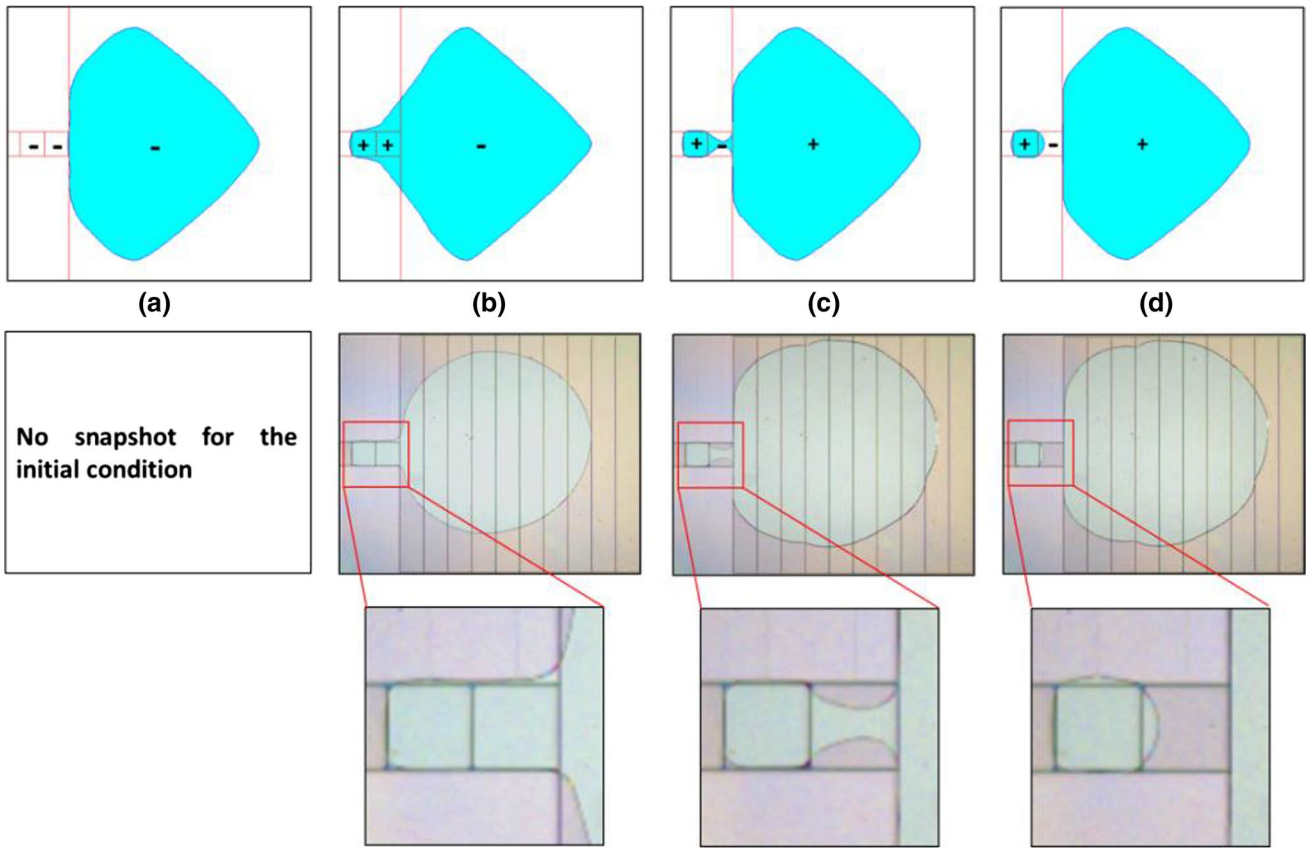 - - -
+ + -
+ - +
+ - +
(a) (b) (c) (d)
No snapshot for the
initial condition